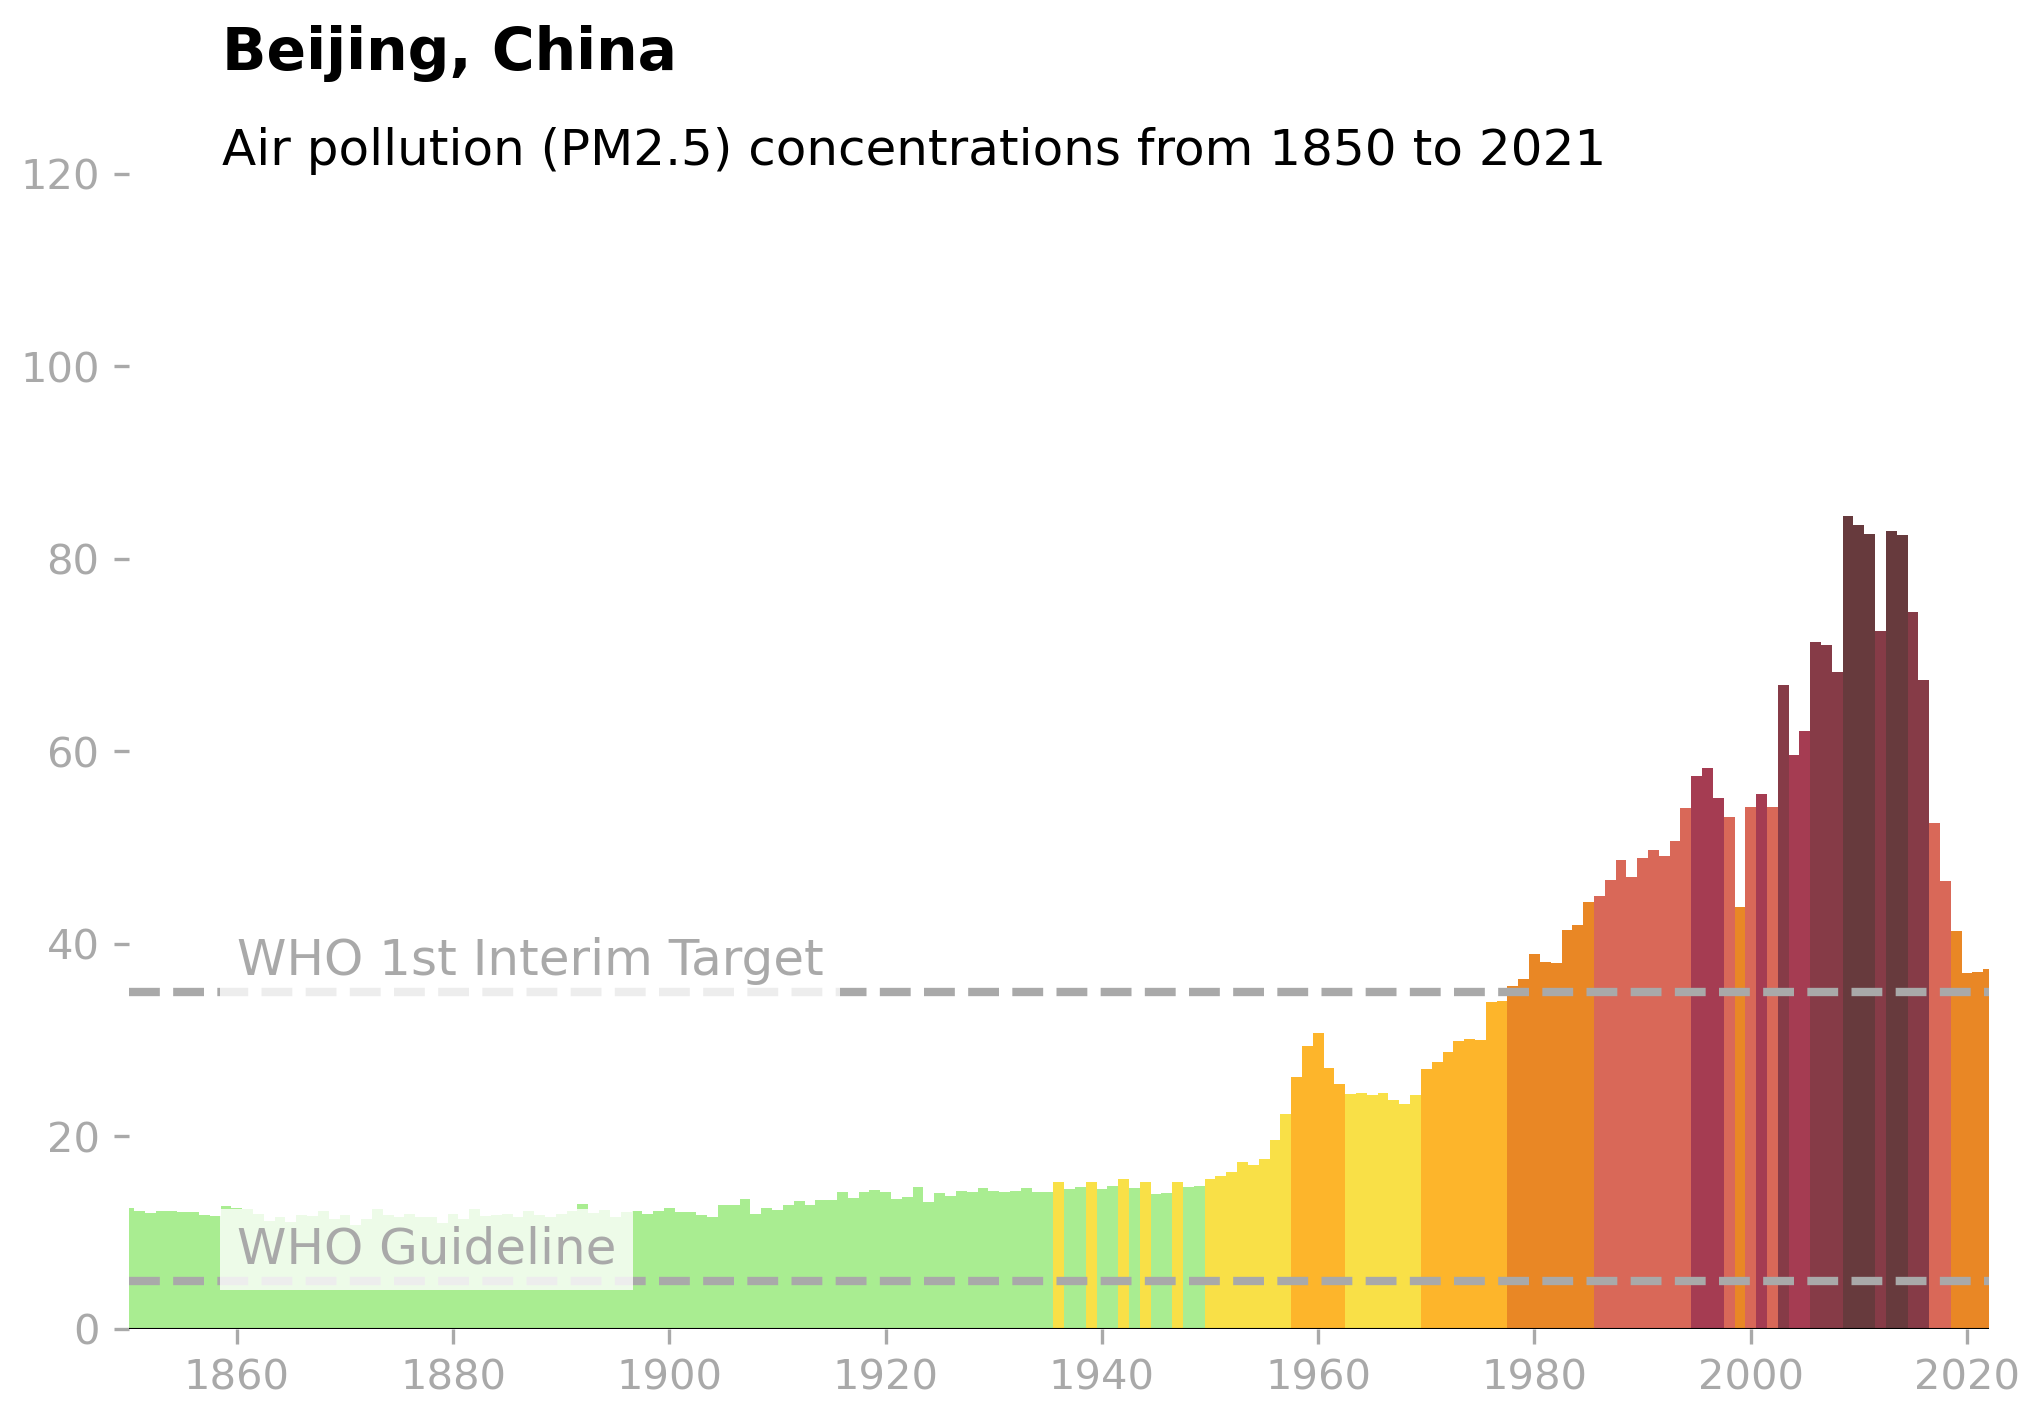 Beijing, China
Air pollution (PM2.5) concentrations from 1850 to 2021
120
100
80
60
40
WHO 1st Interim Target
20
WHO Guideline
0
1860 1880 1900 1920 1940 1960 1980 2000 2020